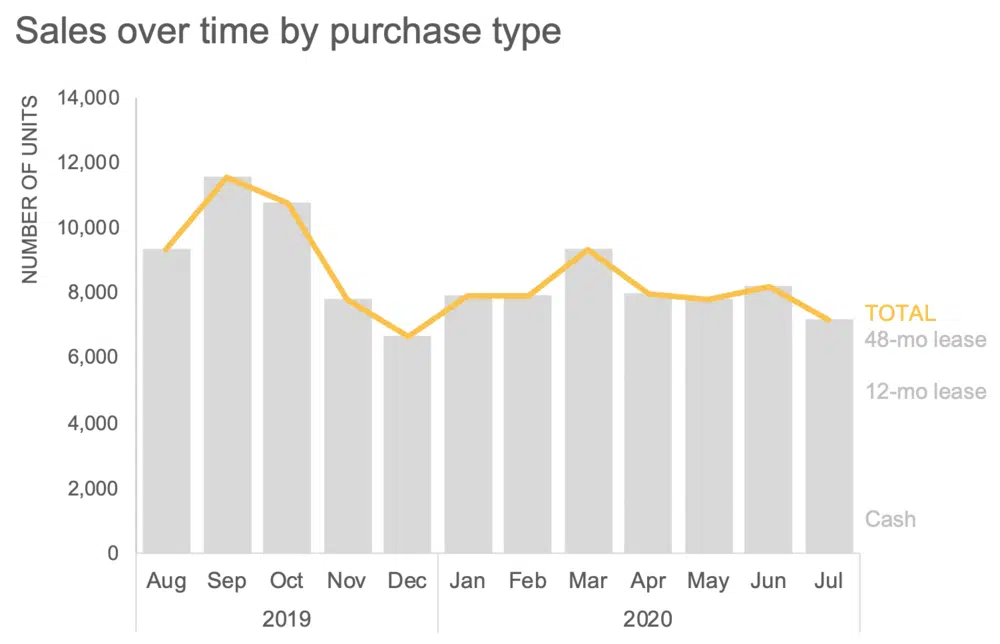 Sales over time by purchase type
NUMBER OF UNITS
14,000
12,000
10,000
8,000
6,000
4,000
2,000
0
TOTAL
48-mo lease
12-mo lease
Cash
Aug Sep Oct Nov Dec Jan Feb Mar Apr May Jun Jul
2019 2020